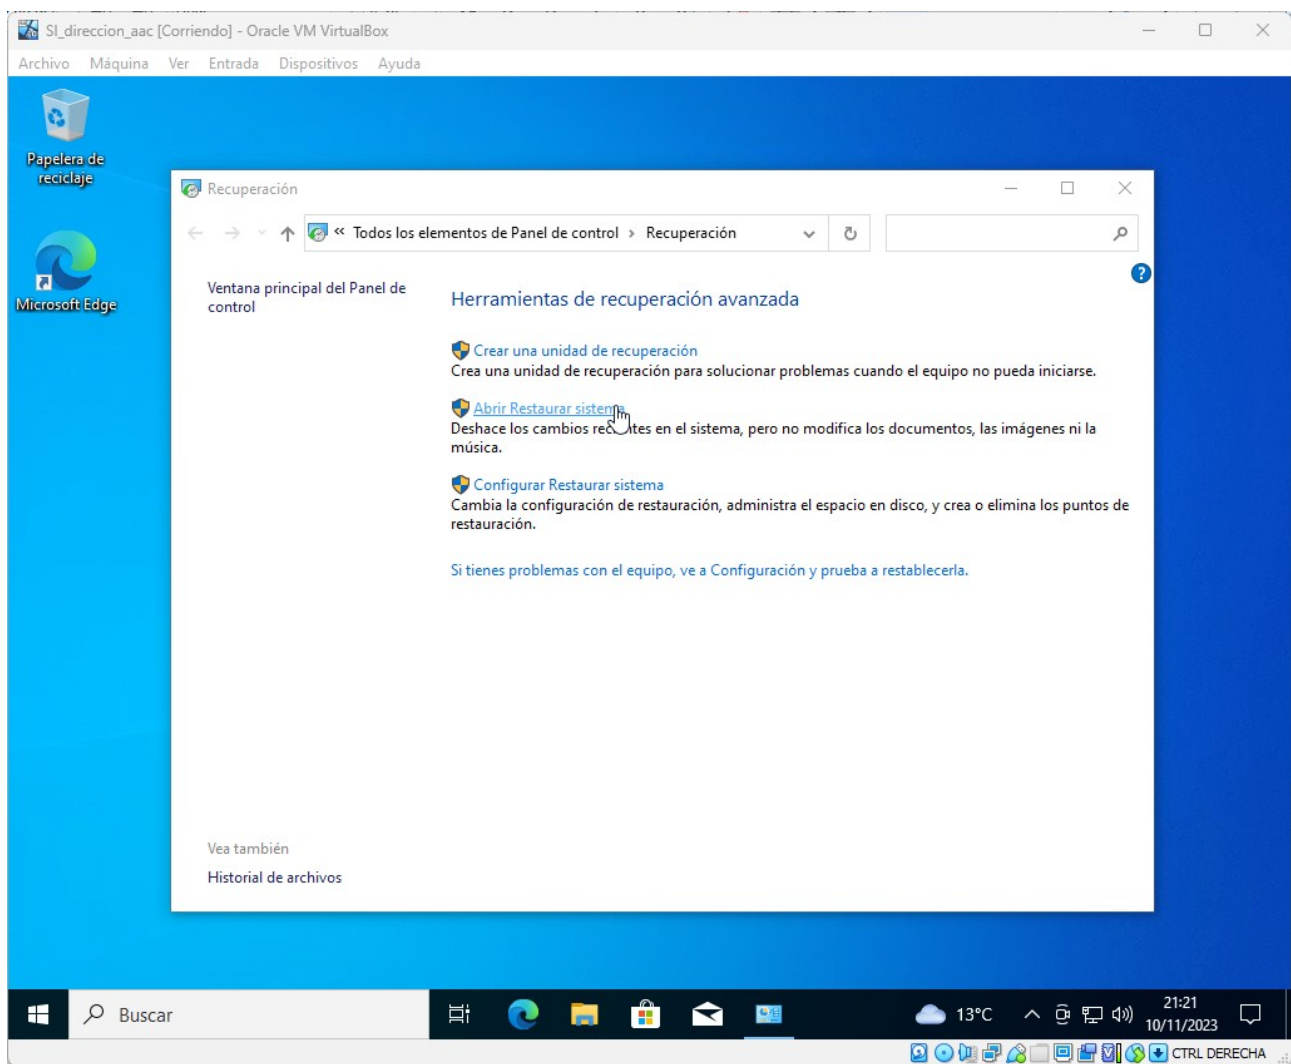 SI_direccion_aac [Corriendo] - Oracle VM VirtualBox
Archivo Máquina Ver Entrada Dispositivos Ayuda
Papelera de
reciclaje
Microsoft Edge
Recuperación
« Todos los elementos de Panel de control › Recuperación
Ventana principal del Panel de
control
Herramientas de recuperación avanzada
Crear una unidad de recuperación
Crea una unidad de recuperación para solucionar problemas cuando el equipo no pueda iniciarse.
Abrir Restaurar sistema
Deshace los cambios recientes en el sistema, pero no modifica los documentos, las imágenes ni la
música.
Configurar Restaurar sistema
Cambia la configuración de restauración, administra el espacio en disco, y crea o elimina los puntos de
restauración.
Si tienes problemas con el equipo, ve a Configuración y prueba a restablecerla.
Vea también
Historial de archivos
Buscar
13°C
21:21
10/11/2023
CTRL DERECHA